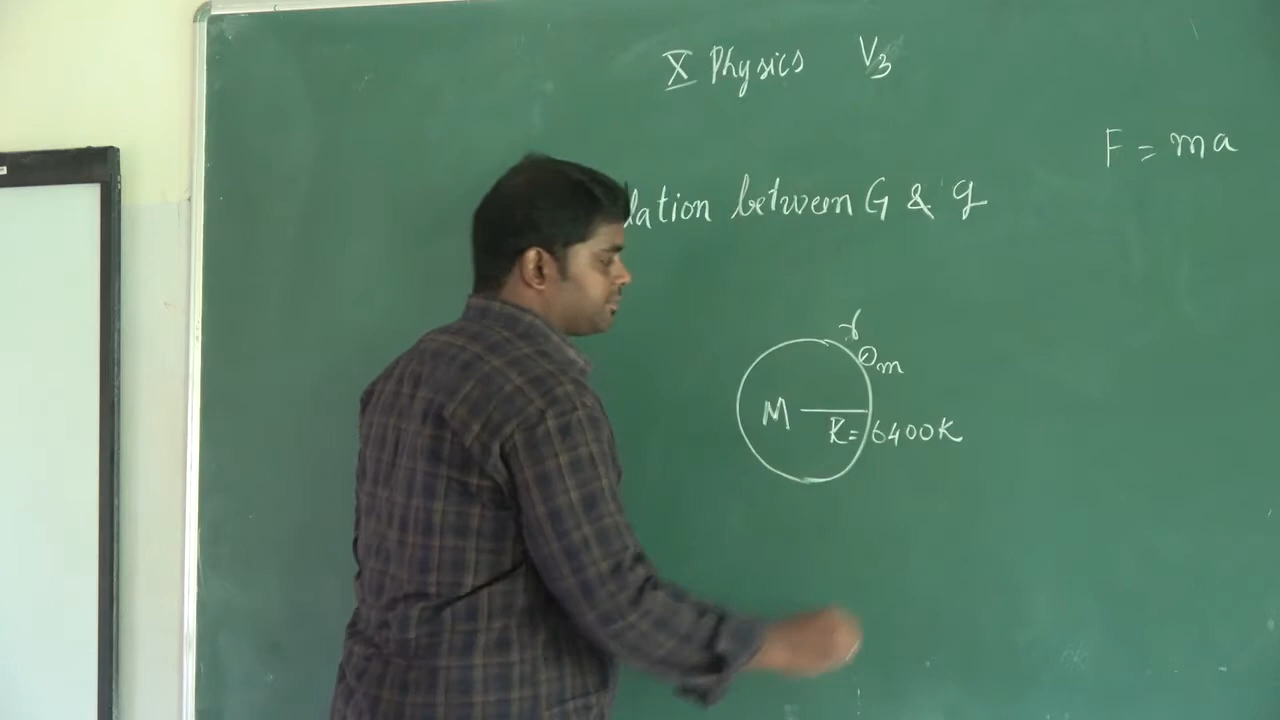 X Physics V3
F = ma
lation between G & g
r
m
M
R = 6400K